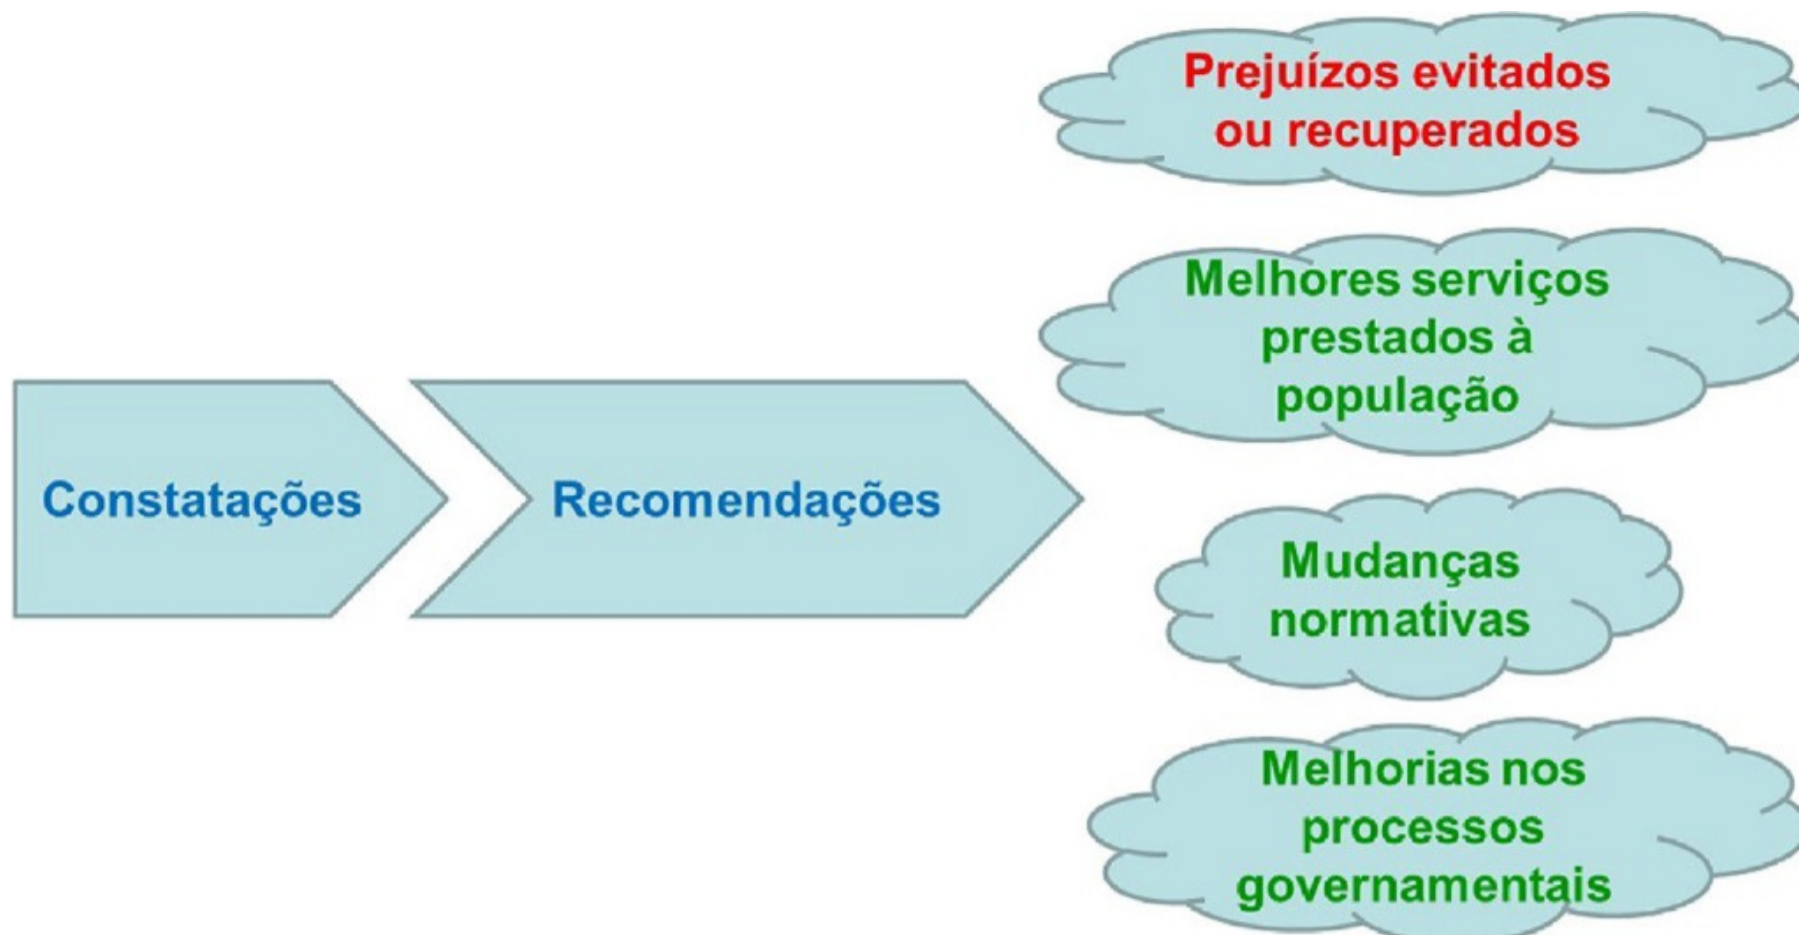 Prejuízos evitados
ou recuperados
Melhores serviços
prestados à
população
Constatações
Recomendações
Mudanças
normativas
Melhorias nos
processos
governamentais